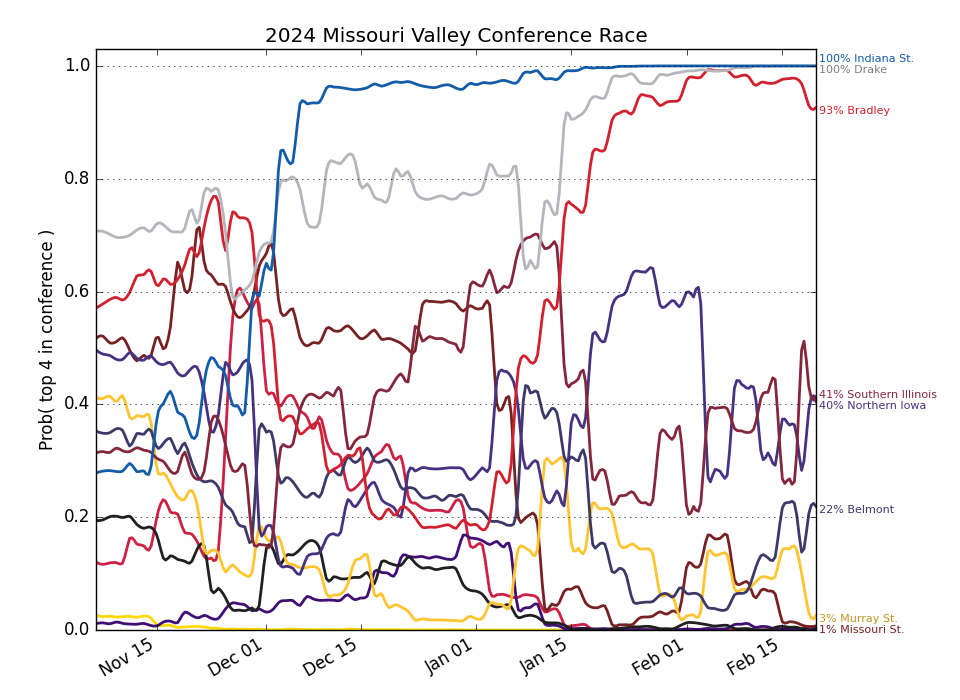 2024 Missouri Valley Conference Race
Prob( top 4 in conference )
1.0
0.8
0.6
0.4
0.2
0.0
Nov 15
Dec 01
Dec 15
Jan 01
Jan 15
Feb 01
Feb 15
100% Indiana St.
100% Drake
93% Bradley
41% Southern Illinois
40% Northern Iowa
22% Belmont
3% Murray St.
1% Missouri St.